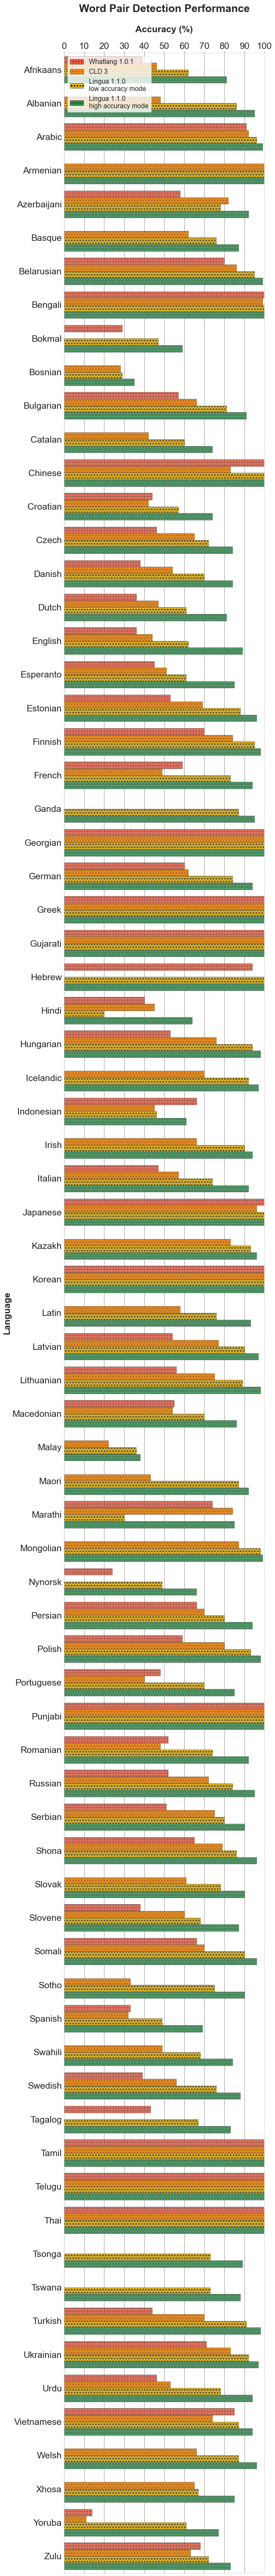 Word Pair Detection Performance
Accuracy (%)
0 10 20 30 40 50 60 70 80 90 100
Whatlang 1.0.1
CLD 3
Lingua 1.1.0
low accuracy mode
Lingua 1.1.0
high accuracy mode
Afrikaans
Albanian
Arabic
Armenian
Azerbaijani
Basque
Belarusian
Bengali
Bokmal
Bosnian
Bulgarian
Catalan
Chinese
Croatian
Czech
Danish
Dutch
English
Esperanto
Estonian
Finnish
French
Ganda
Georgian
German
Greek
Gujarati
Hebrew
Hindi
Hungarian
Icelandic
Indonesian
Irish
Italian
Japanese
Kazakh
Korean
Latin
Language
Latvian
Lithuanian
Macedonian
Malay
Maori
Marathi
Mongolian
Nynorsk
Persian
Polish
Portuguese
Punjabi
Romanian
Russian
Serbian
Shona
Slovak
Slovene
Somali
Sotho
Spanish
Swahili
Swedish
Tagalog
Tamil
Telugu
Thai
Tsonga
Tswana
Turkish
Ukrainian
Urdu
Vietnamese
Welsh
Xhosa
Yoruba
Zulu